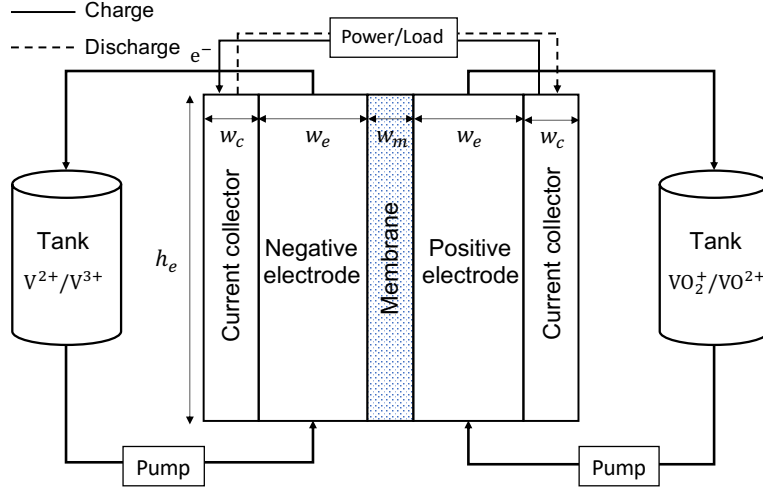 Charge
Discharge
e⁻
Power/Load
w_c
w_e
w_m
w_e
w_c
h_e
Tank
V²⁺/V³⁺
Current collector
Negative
electrode
Membrane
Positive
electrode
Current collector
Tank
VO₂⁺/VO²⁺
Pump
Pump